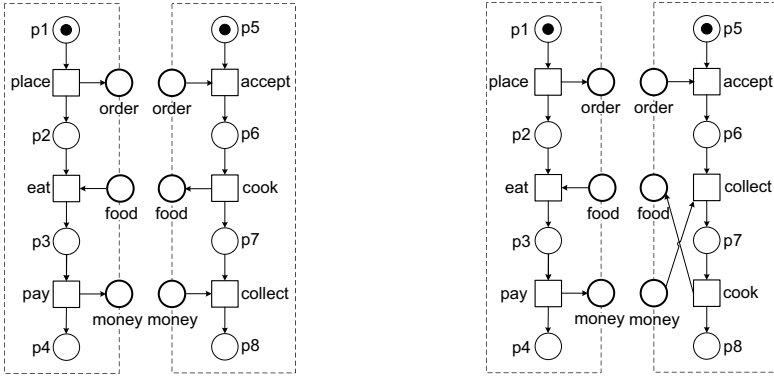 p1 p5 p1 p5
place accept place accept
order order order order
p2 p6 p2 p6
eat cook eat collect
food food food food
p3 p7 p3 p7
pay collect pay cook
money money money money
p4 p8 p4 p8